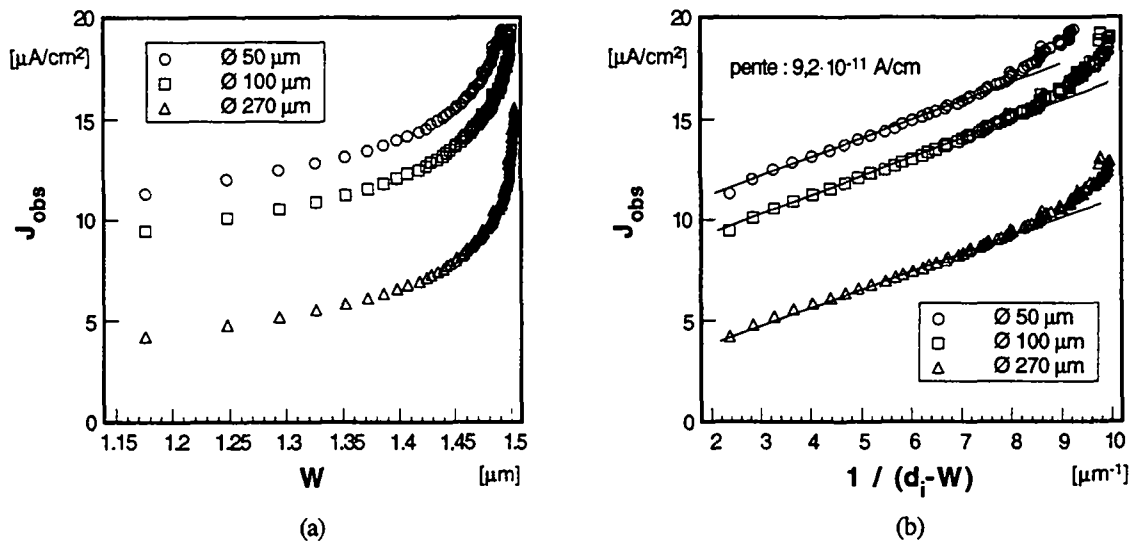 20
[µA/cm²]
○ Ø 50 µm
□ Ø 100 µm
△ Ø 270 µm
15
J_obs
10
5
0
1.15 1.2 1.25 1.3 1.35 1.4 1.45 1.5
W [µm]
(a)
20
[µA/cm²]
pente : 9,2·10⁻¹¹ A/cm
15
J_obs
10
○ Ø 50 µm
□ Ø 100 µm
△ Ø 270 µm
5
0
2 3 4 5 6 7 8 9 10
1 / (d_i-W) [µm⁻¹]
(b)